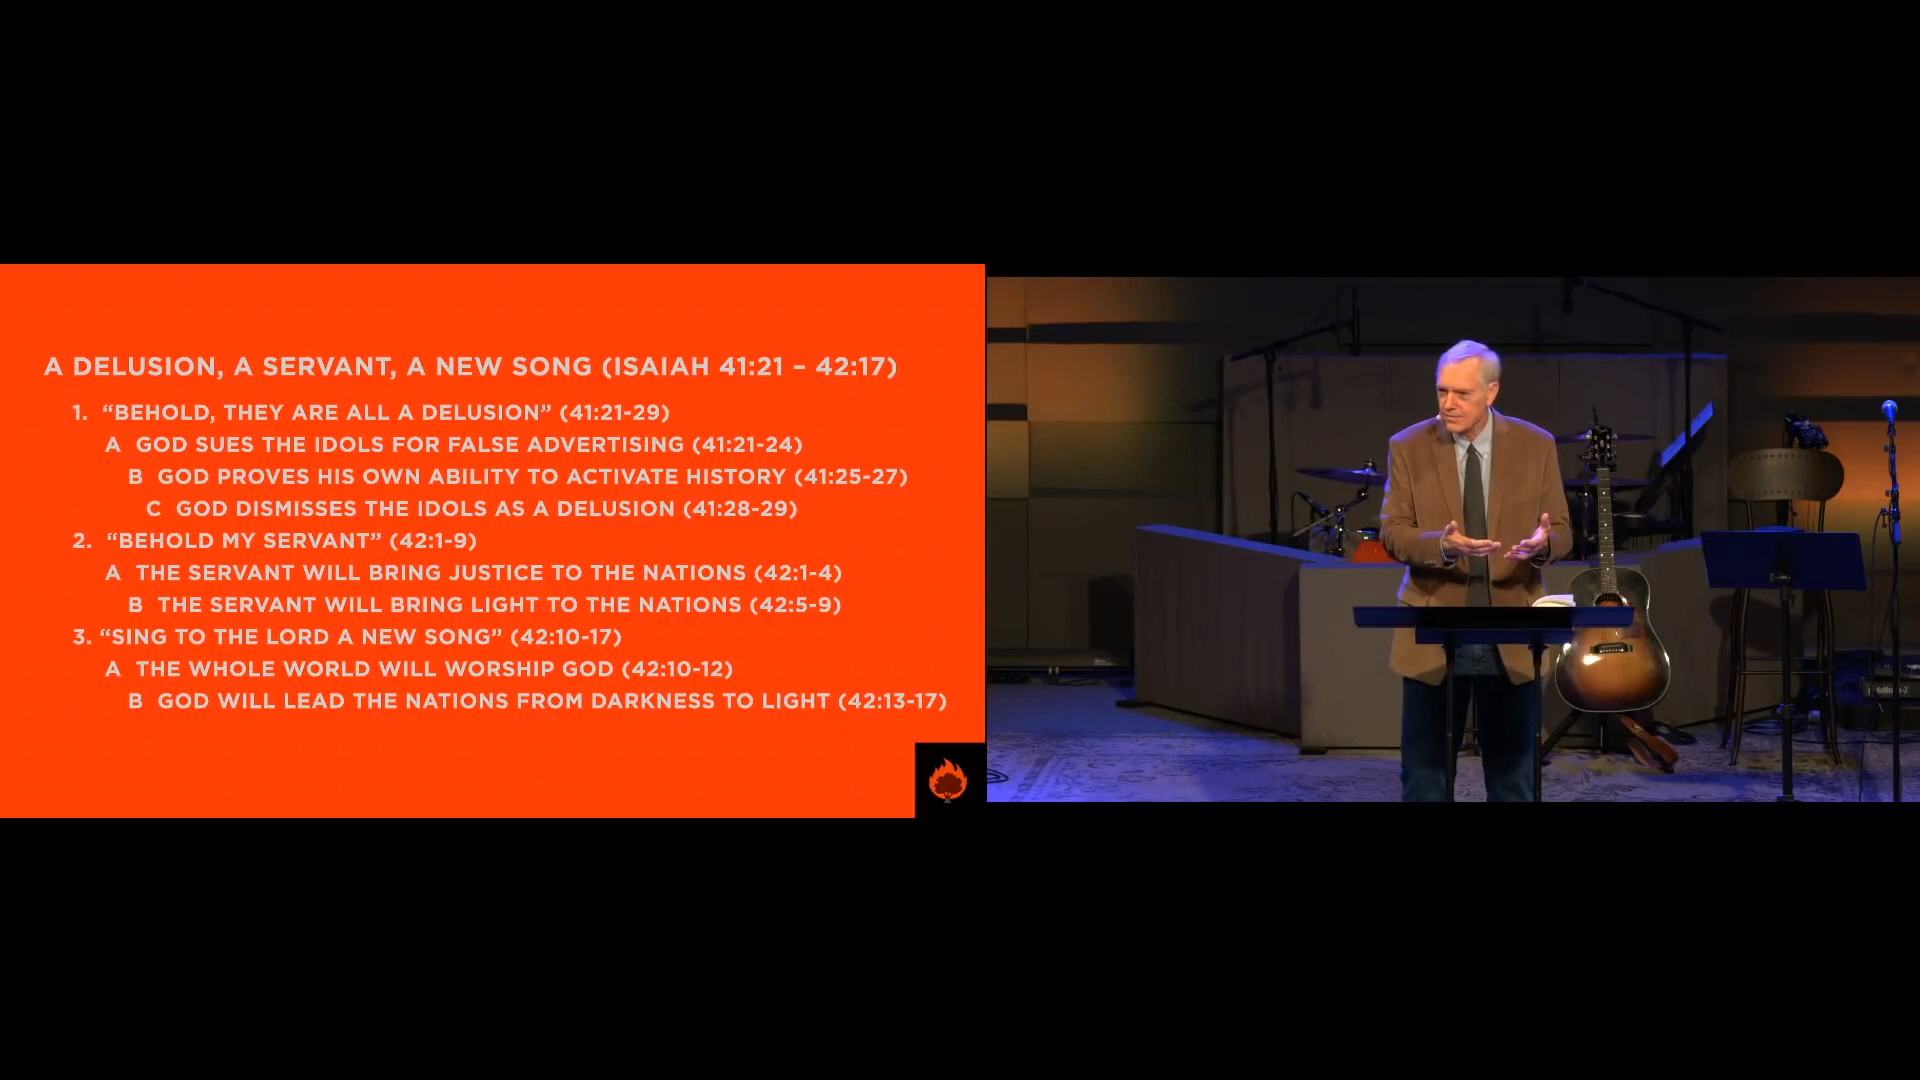 A DELUSION, A SERVANT, A NEW SONG (ISAIAH 41:21 – 42:17)
1. “BEHOLD, THEY ARE ALL A DELUSION” (41:21-29)
A GOD SUES THE IDOLS FOR FALSE ADVERTISING (41:21-24)
B GOD PROVES HIS OWN ABILITY TO ACTIVATE HISTORY (41:25-27)
C GOD DISMISSES THE IDOLS AS A DELUSION (41:28-29)
2. “BEHOLD MY SERVANT” (42:1-9)
A THE SERVANT WILL BRING JUSTICE TO THE NATIONS (42:1-4)
B THE SERVANT WILL BRING LIGHT TO THE NATIONS (42:5-9)
3. “SING TO THE LORD A NEW SONG” (42:10-17)
A THE WHOLE WORLD WILL WORSHIP GOD (42:10-12)
B GOD WILL LEAD THE NATIONS FROM DARKNESS TO LIGHT (42:13-17)